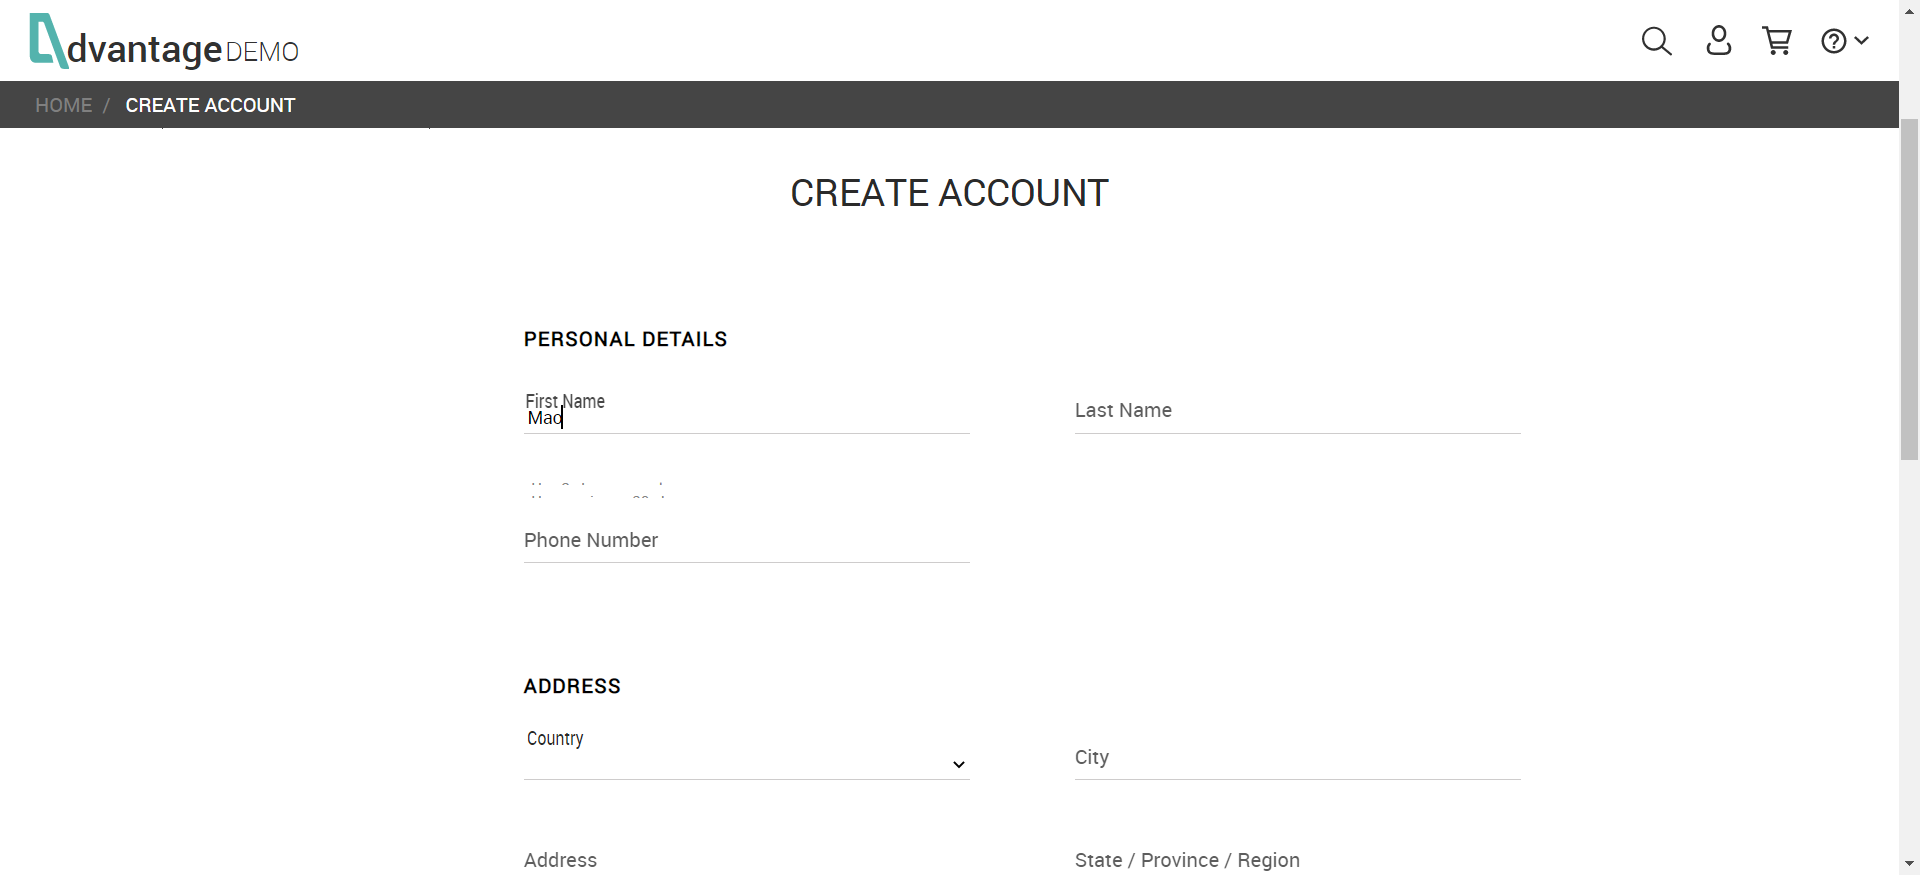 dvantage DEMO
HOME / CREATE ACCOUNT
CREATE ACCOUNT
PERSONAL DETAILS
First Name
Mao
Last Name
Phone Number
ADDRESS
Country
City
Address
State / Province / Region